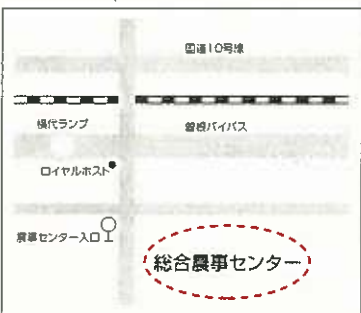 国道10号線
横代ランプ
曽根バイパス
ロイヤルホスト
農事センター入口
総合農事センター